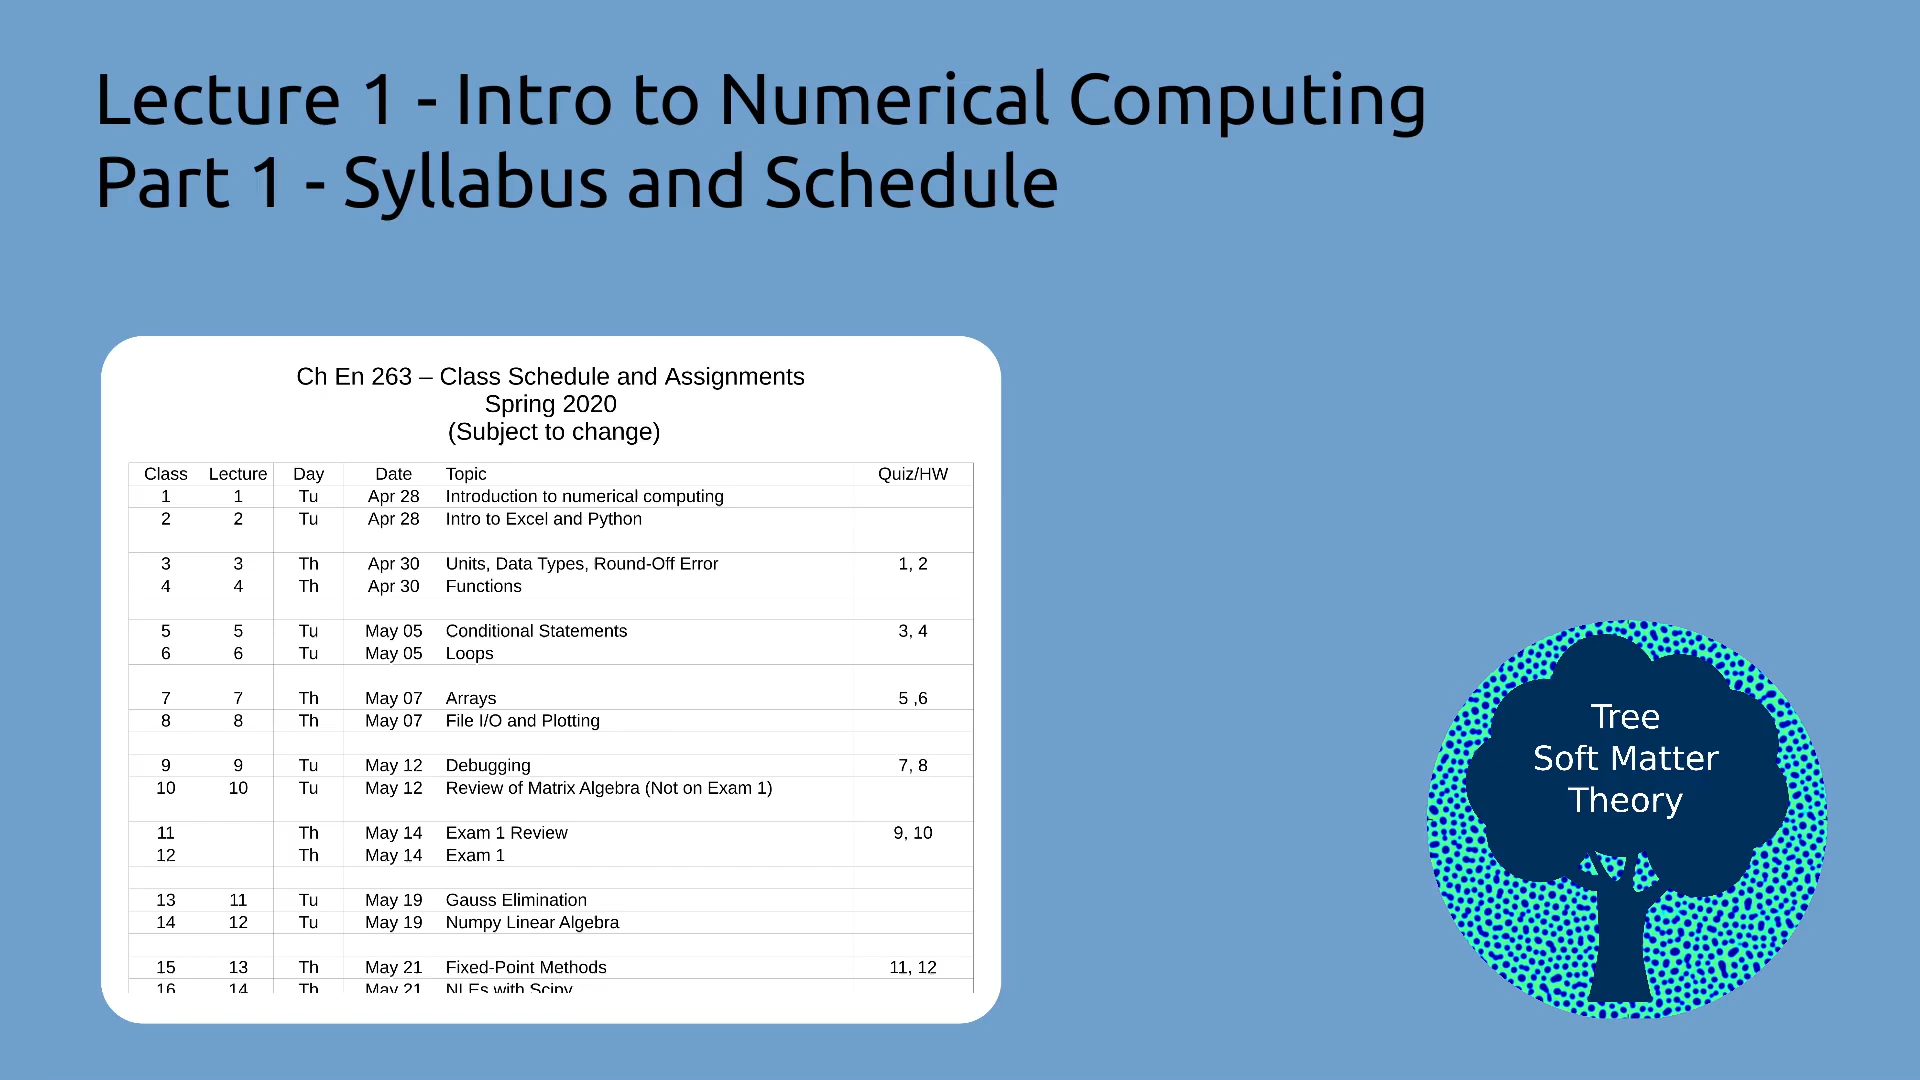 Lecture 1 - Intro to Numerical Computing
Part 1 - Syllabus and Schedule
Ch En 263 – Class Schedule and Assignments
Spring 2020
(Subject to change)
Class Lecture Day Date Topic Quiz/HW
1 1 Tu Apr 28 Introduction to numerical computing
2 2 Tu Apr 28 Intro to Excel and Python
3 3 Th Apr 30 Units, Data Types, Round-Off Error 1, 2
4 4 Th Apr 30 Functions
5 5 Tu May 05 Conditional Statements 3, 4
6 6 Tu May 05 Loops
7 7 Th May 07 Arrays 5 ,6
8 8 Th May 07 File I/O and Plotting
9 9 Tu May 12 Debugging 7, 8
10 10 Tu May 12 Review of Matrix Algebra (Not on Exam 1)
11 Th May 14 Exam 1 Review 9, 10
12 Th May 14 Exam 1
13 11 Tu May 19 Gauss Elimination
14 12 Tu May 19 Numpy Linear Algebra
15 13 Th May 21 Fixed-Point Methods 11, 12
16 14 Th May 21 NLEs with Scipy
Tree
Soft Matter
Theory